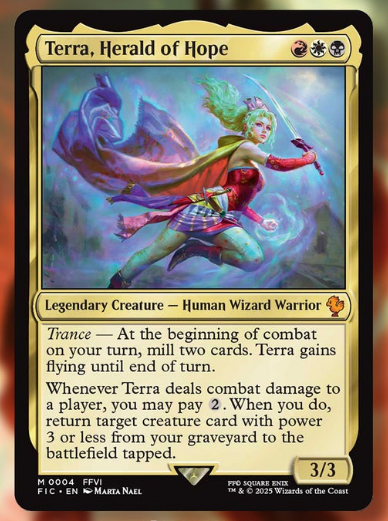 Terra, Herald of Hope
Legendary Creature — Human Wizard Warrior
Trance — At the beginning of combat
on your turn, mill two cards. Terra gains
flying until end of turn.
Whenever Terra deals combat damage to
a player, you may pay 2. When you do,
return target creature card with power
3 or less from your graveyard to the
battlefield tapped.
3/3
M 0004 FFVI
FIC • EN Marta Nael
PP© SQUARE ENIX
™ & © 2025 Wizards of the Coast